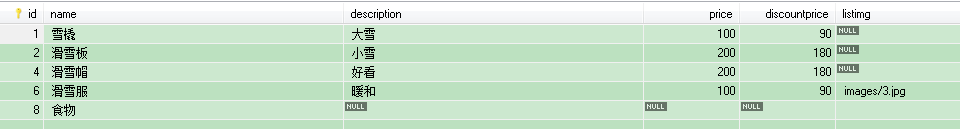 id name description price discountprice listimg
1 雪橇 大雪 100 90 NULL
2 滑雪板 小雪 200 180 NULL
4 滑雪帽 好看 200 180 NULL
6 滑雪服 暖和 100 90 images/3.jpg
8 食物 NULL NULL NULL